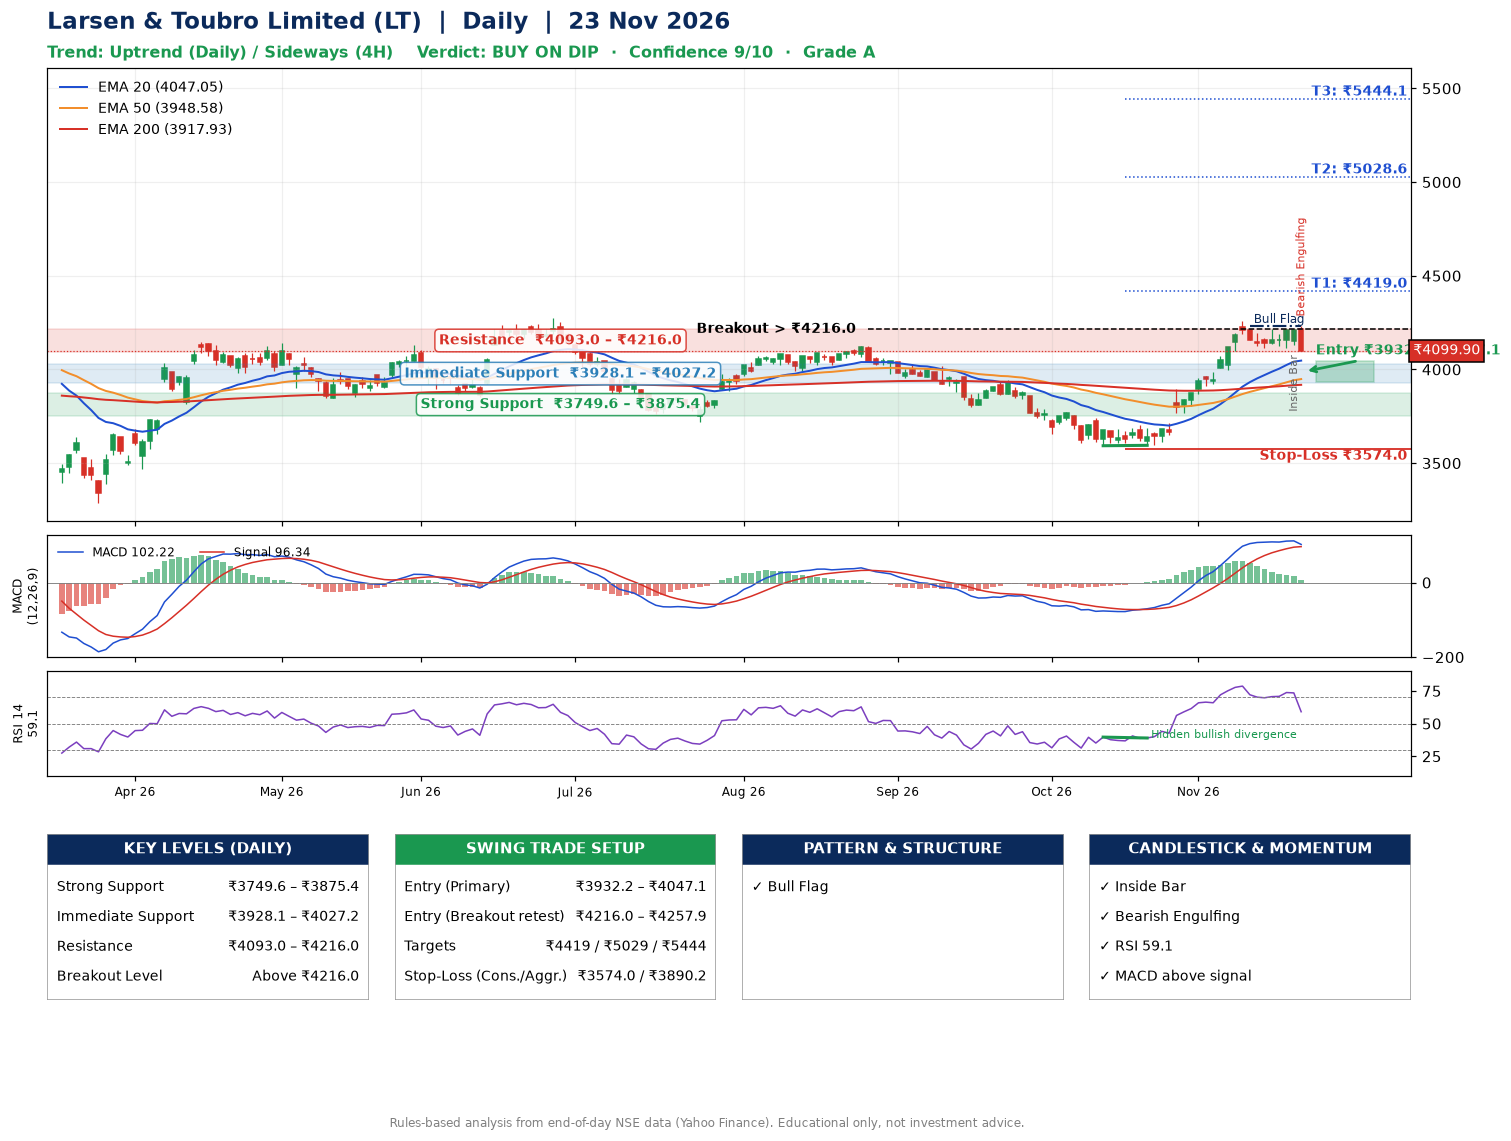 Larsen & Toubro Limited (LT) | Daily | 23 Nov 2026
Trend: Uptrend (Daily) / Sideways (4H) Verdict: BUY ON DIP · Confidence 9/10 · Grade A
EMA 20 (4047.05)
EMA 50 (3948.58)
EMA 200 (3917.93)
T3: ₹5444.1
T2: ₹5028.6
T1: ₹4419.0
Bearish Engulfing
Bull Flag
Breakout > ₹4216.0
Resistance ₹4093.0 – ₹4216.0
Entry ₹393
₹4099.90
.1
Immediate Support ₹3928.1 – ₹4027.2
Inside Bar
Strong Support ₹3749.6 – ₹3875.4
Stop-Loss ₹3574.0
5500
5000
4500
4000
3500
MACD (12,26,9)
MACD 102.22
Signal 96.34
0
−200
RSI 14
59.1
Hidden bullish divergence
75
50
25
Apr 26 May 26 Jun 26 Jul 26 Aug 26 Sep 26 Oct 26 Nov 26
KEY LEVELS (DAILY)
Strong Support ₹3749.6 – ₹3875.4
Immediate Support ₹3928.1 – ₹4027.2
Resistance ₹4093.0 – ₹4216.0
Breakout Level Above ₹4216.0
SWING TRADE SETUP
Entry (Primary) ₹3932.2 – ₹4047.1
Entry (Breakout retest) ₹4216.0 – ₹4257.9
Targets ₹4419 / ₹5029 / ₹5444
Stop-Loss (Cons./Aggr.) ₹3574.0 / ₹3890.2
PATTERN & STRUCTURE
✓ Bull Flag
CANDLESTICK & MOMENTUM
✓ Inside Bar
✓ Bearish Engulfing
✓ RSI 59.1
✓ MACD above signal
Rules-based analysis from end-of-day NSE data (Yahoo Finance). Educational only, not investment advice.